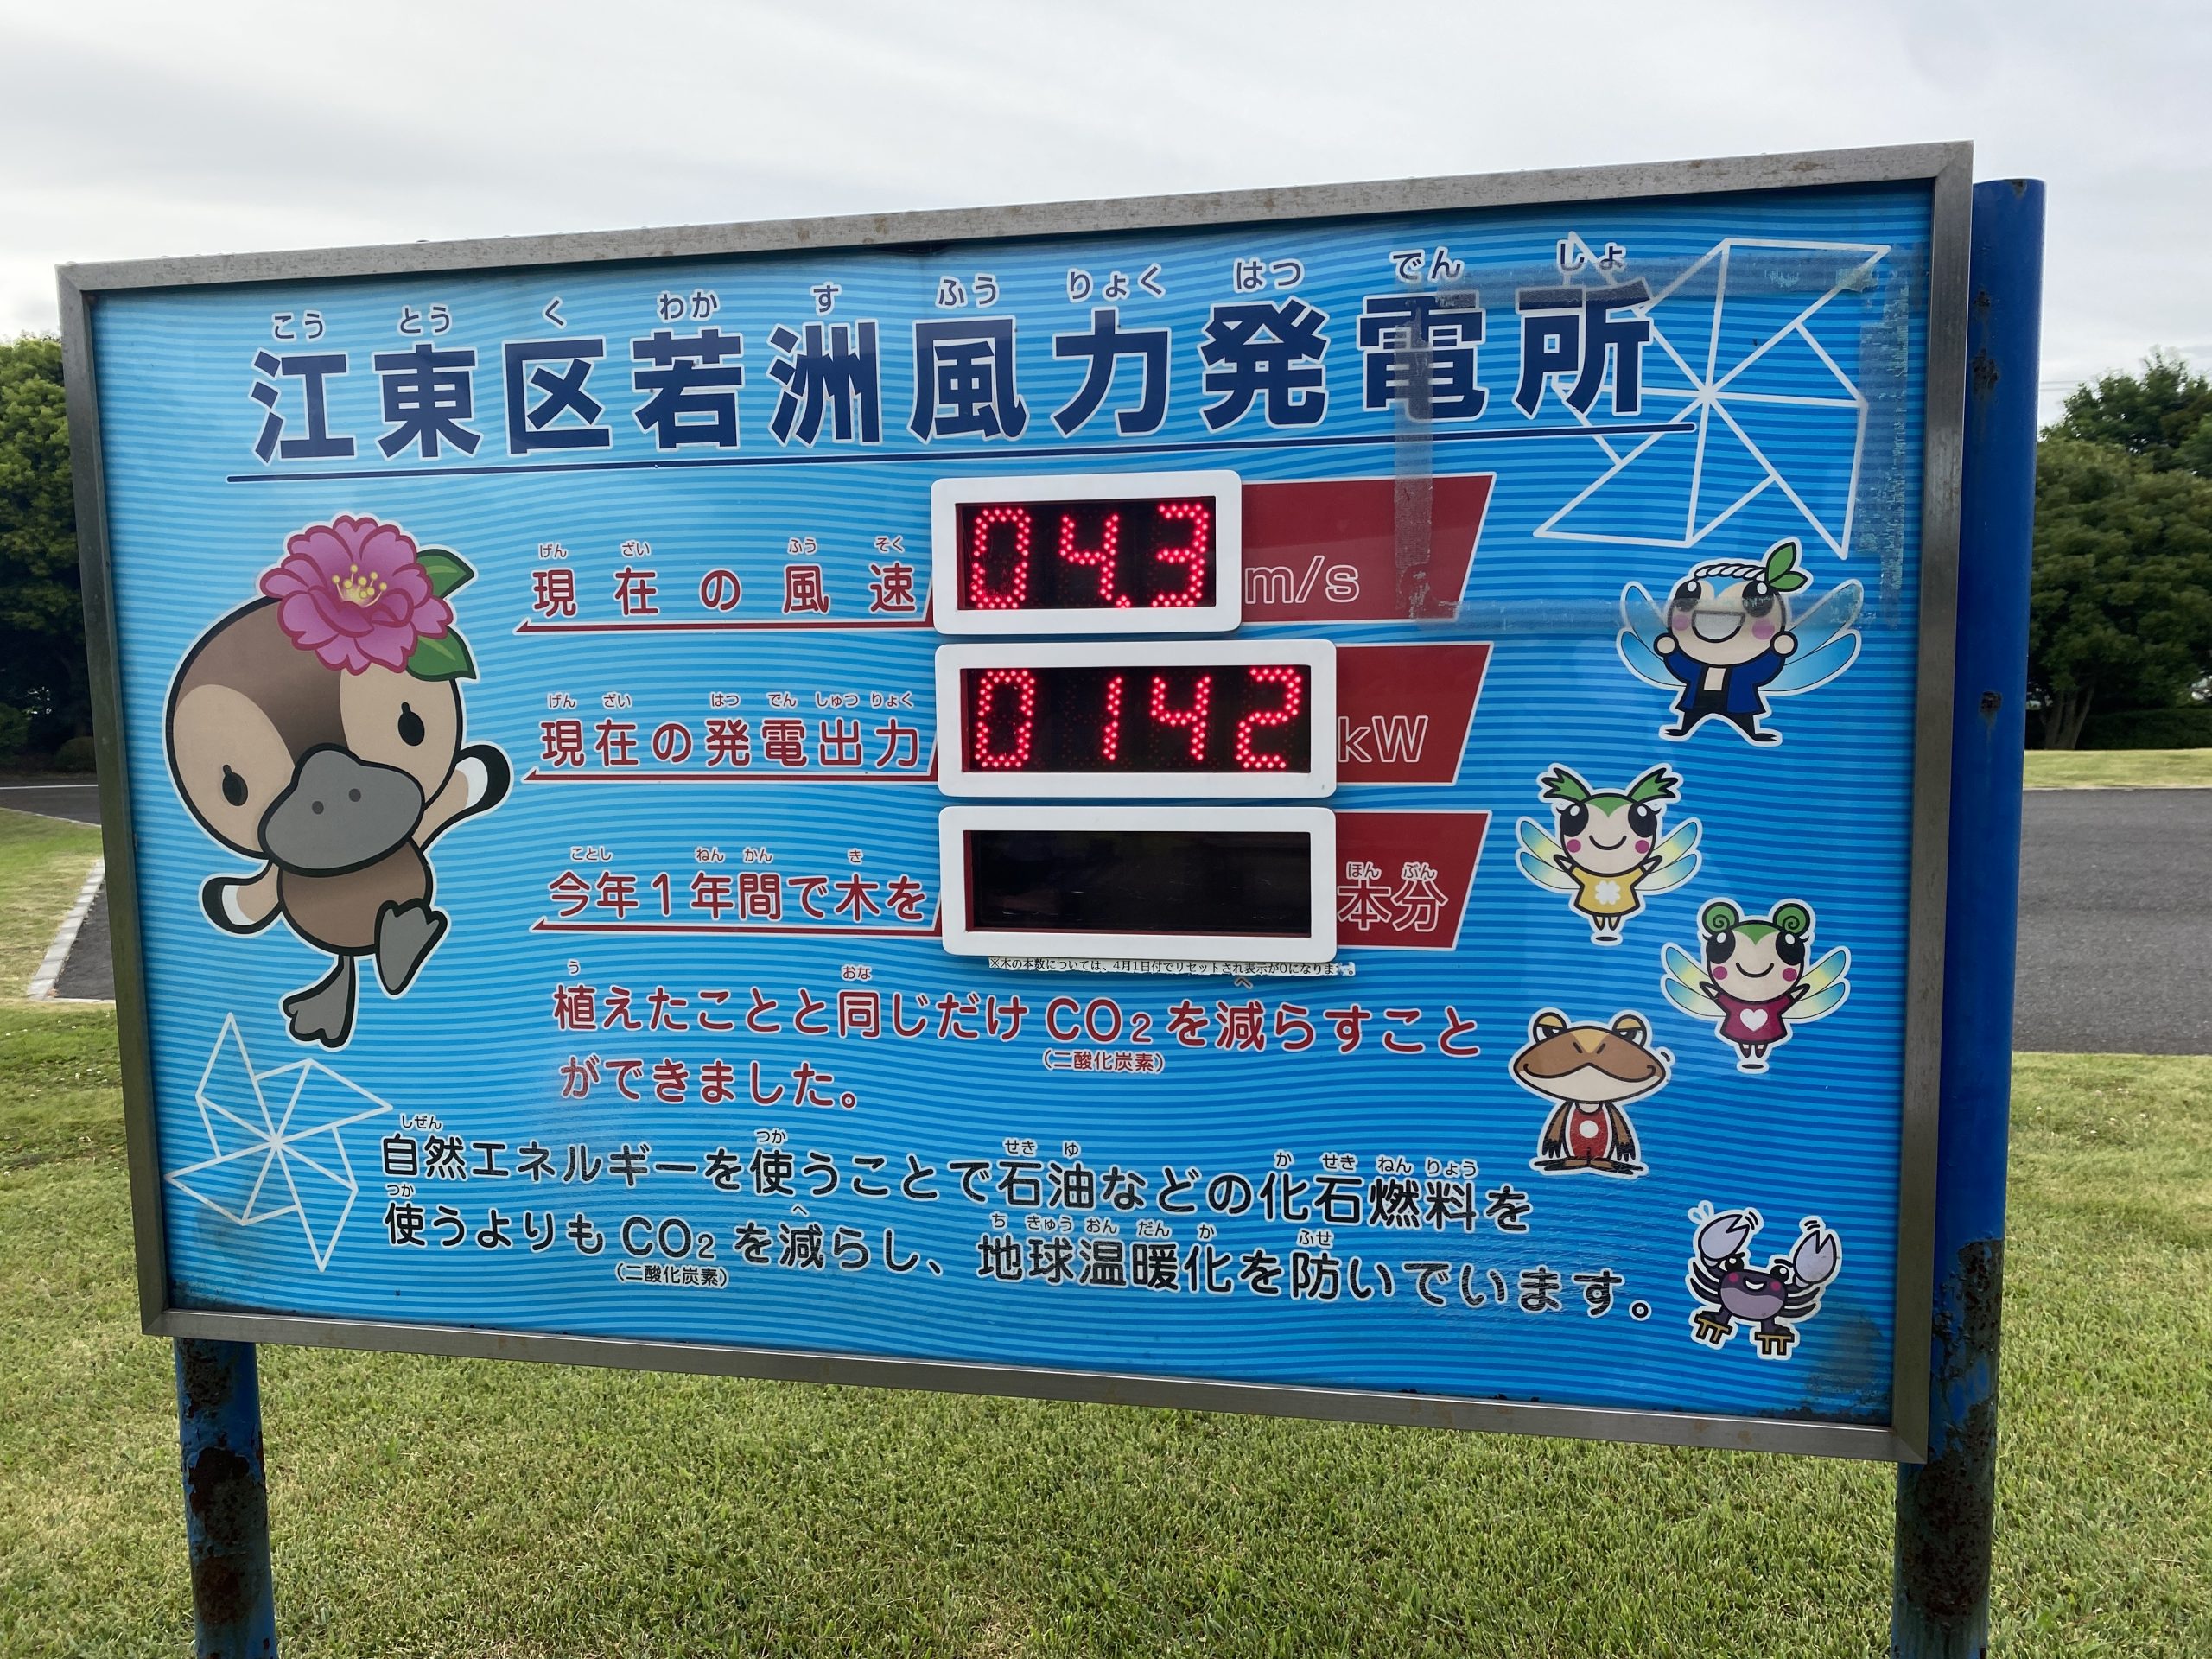 こう とう く わか す ふう りょく はつ でん しょ
江東区若洲風力発電所
げん ざい ふう そく
現在の風速 04.3 m/s
げん ざい はつ でん しゅつ りょく
現在の発電出力 0142 kW
ことし ねん かん き ほん ぶん
今年1年間で木を 本分
※木の本数については、4月1日付でリセットされ表示が0になります。
う おな へ
植えたことと同じだけCO2を減らすこと
(二酸化炭素)
ができました。
しぜん つか せき ゆ か せき ねん りょう
自然エネルギーを使うことで石油などの化石燃料を
つか へ ち きゅう おん だん か ふせ
使うよりもCO2を減らし、地球温暖化を防いでいます。
(二酸化炭素)